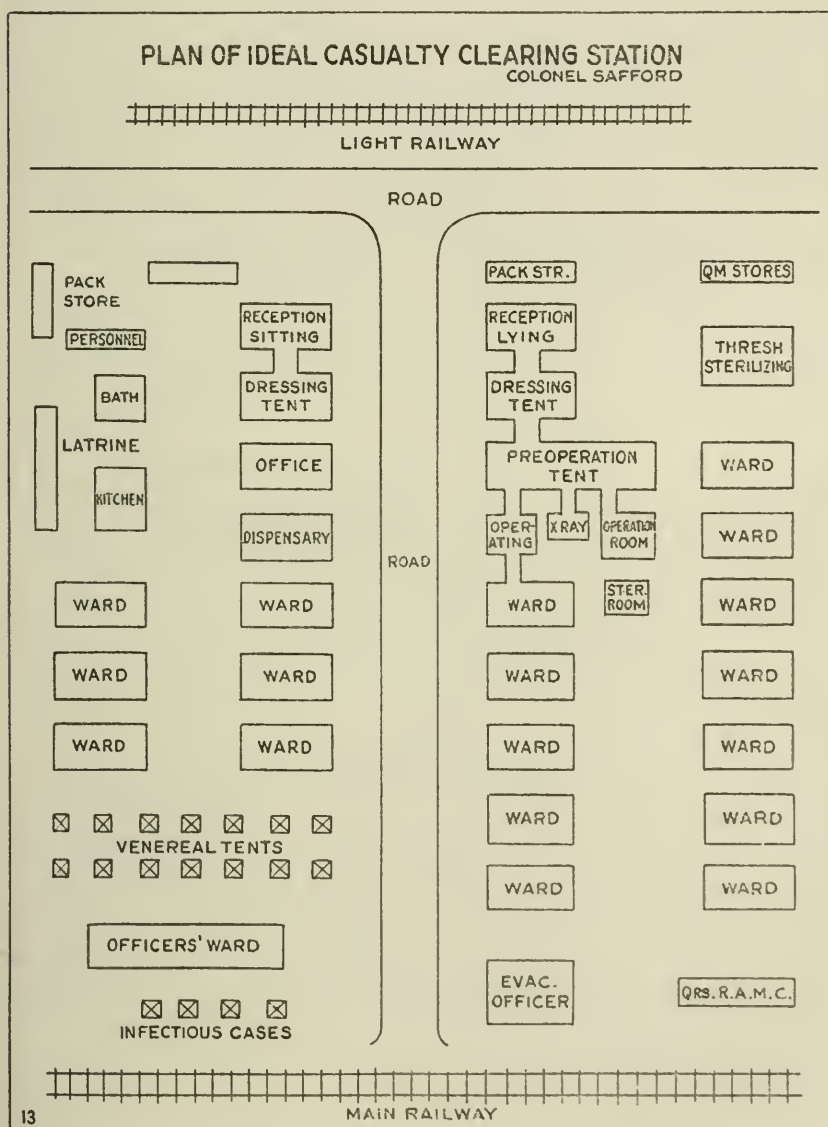 PLAN OF IDEAL CASUALTY CLEARING STATION
COLONEL SAFFORD
LIGHT RAILWAY
ROAD
PACK
STORE
PERSONNEL
BATH
LATRINE
KITCHEN
RECEPTION
SITTING
DRESSING
TENT
OFFICE
DISPENSARY
WARD
WARD
WARD
WARD
WARD
WARD
VENEREAL TENTS
OFFICERS' WARD
INFECTIOUS CASES
ROAD
PACK STR.
QM STORES
RECEPTION
LYING
THRESH
STERILIZING
DRESSING
TENT
PREOPERATION
TENT
WARD
OPER-
ATING
X RAY
OPERATION
ROOM
WARD
WARD
STER.
ROOM
WARD
WARD
WARD
WARD
WARD
WARD
WARD
WARD
WARD
EVAC.
OFFICER
QRS. R.A.M.C.
MAIN RAILWAY
13